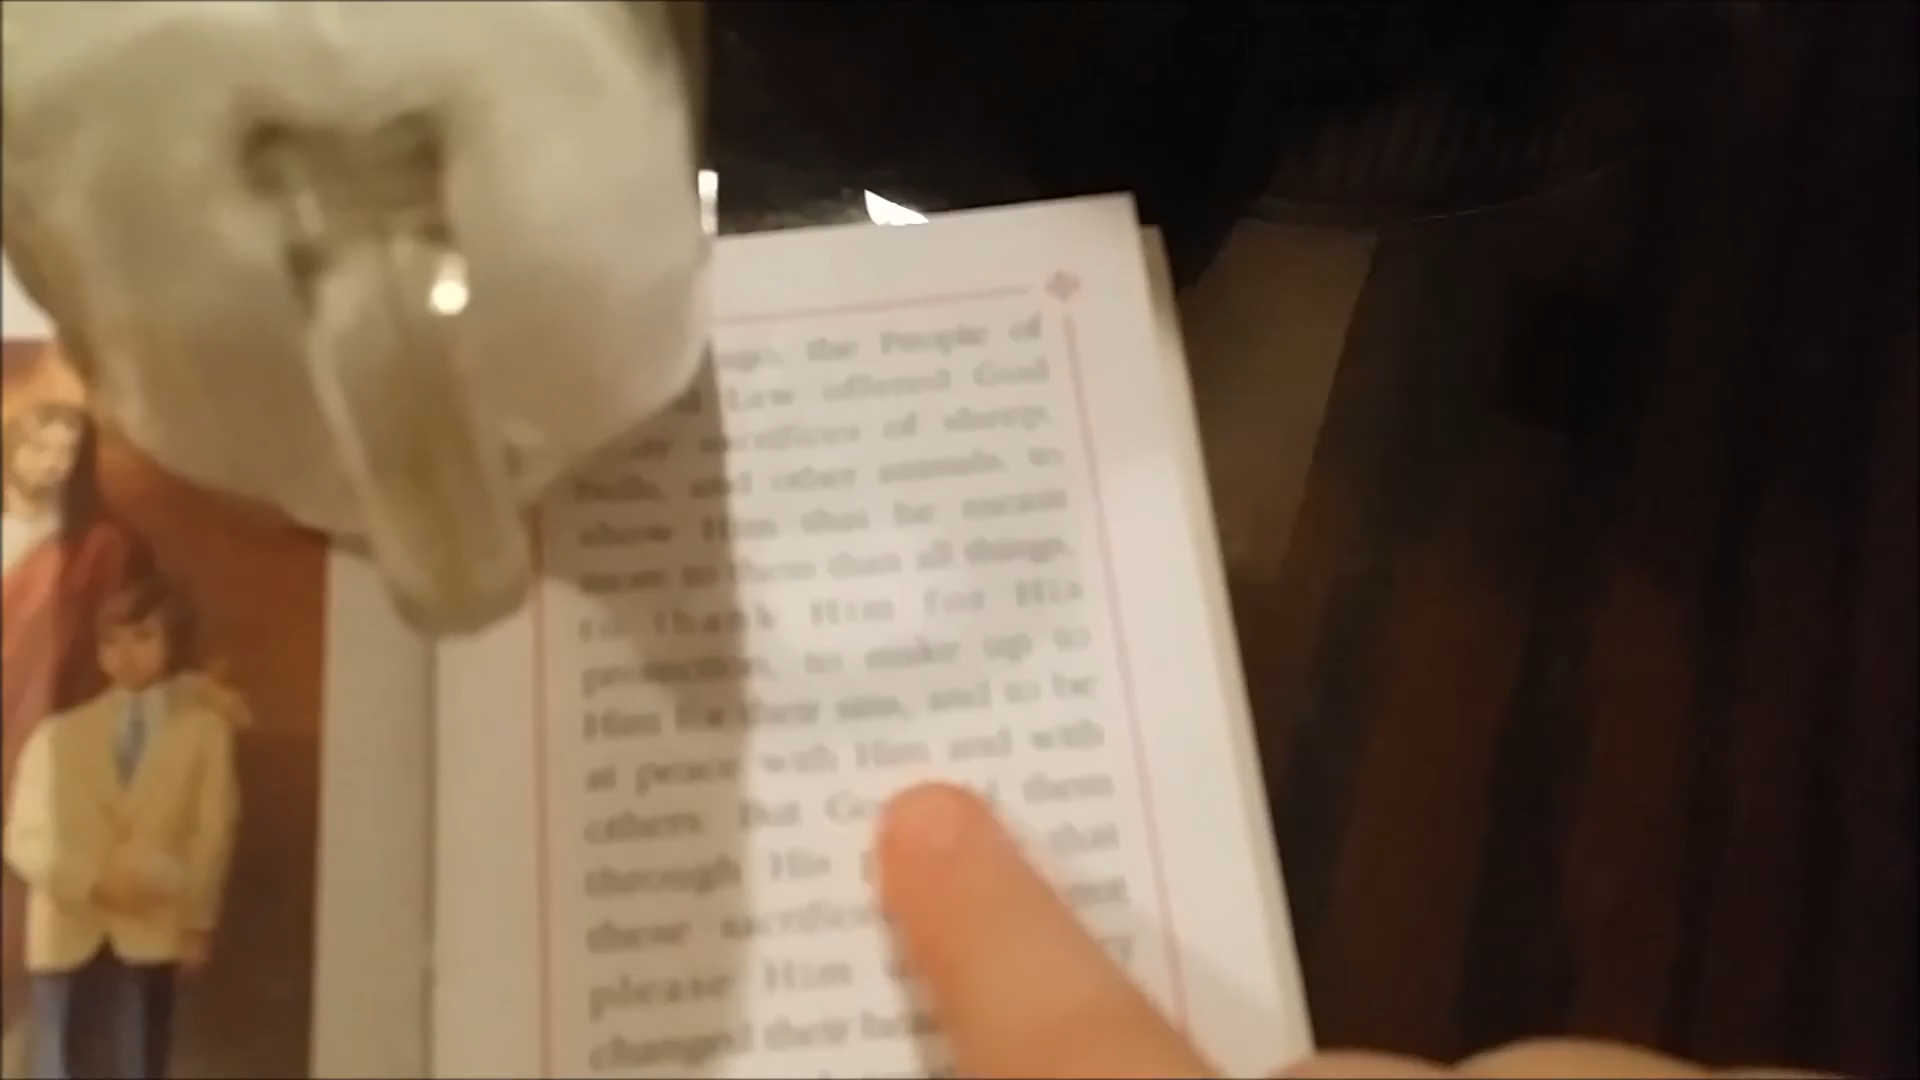 the People of
Law offered God
sacrifices of sheep,
bulls, and other animals, to
show Him that he meant
more to them than all things,
to thank Him for His
protection, to make up to
Him for their sins, and to be
at peace with Him and with
others. But them
through His that
these not
please Him
changed their